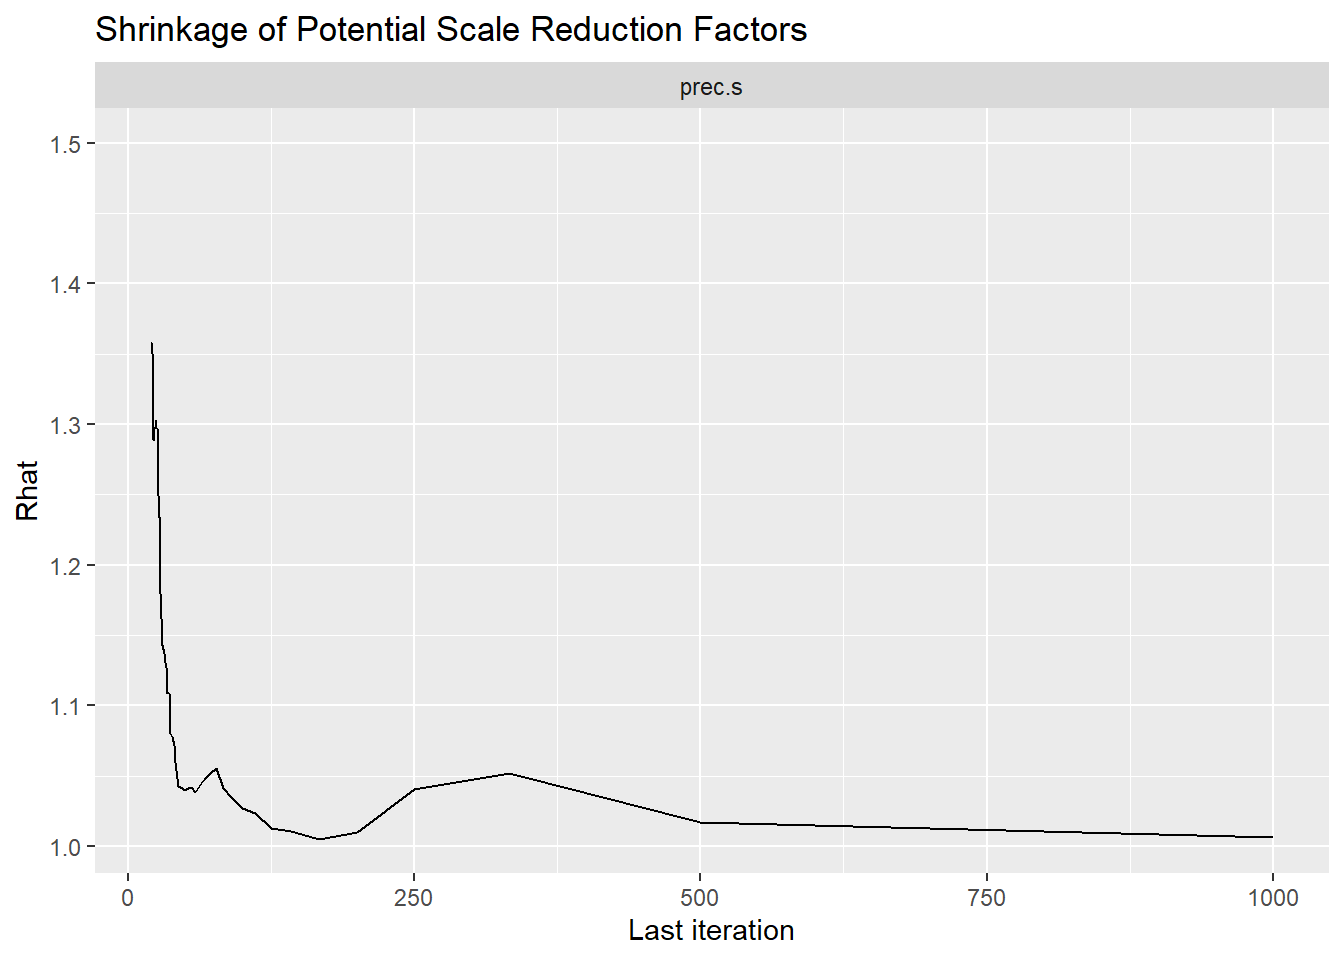 Shrinkage of Potential Scale Reduction Factors
prec.s
1.5
1.4
1.3
1.2
1.1
1.0
Rhat
0
250
500
750
1000
Last iteration